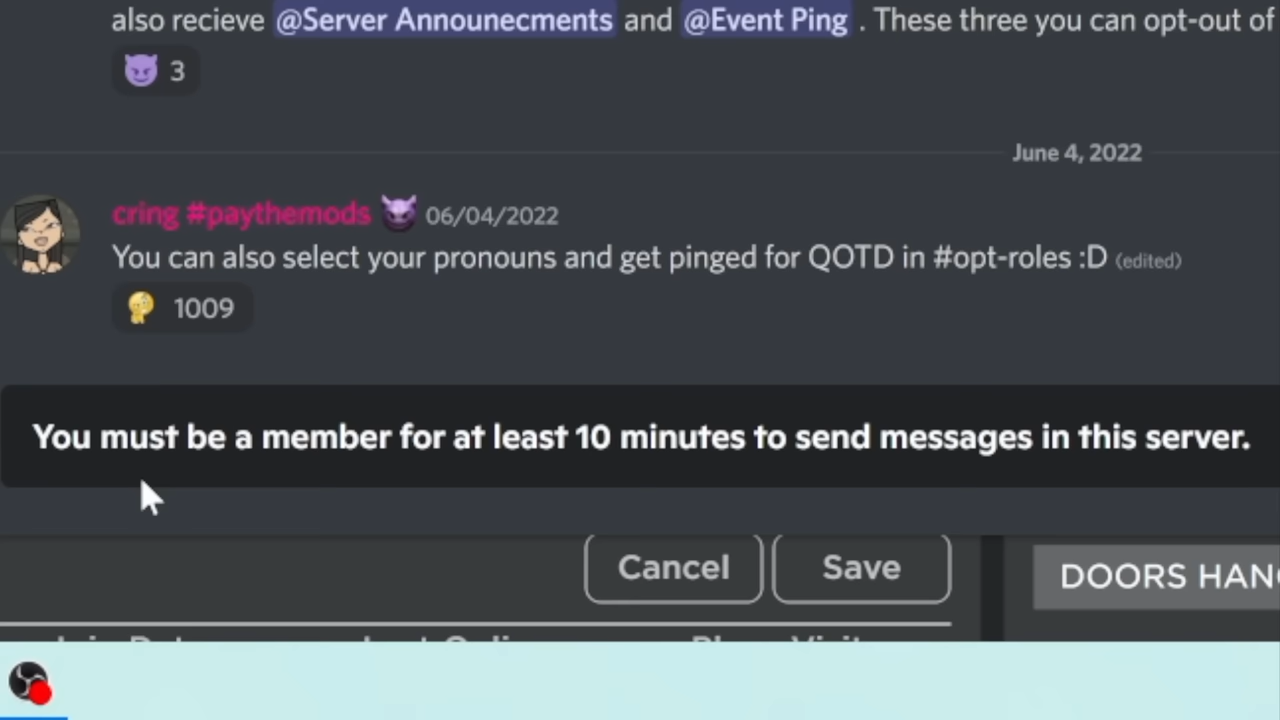 also recieve @Server Announecments and @Event Ping . These three you can opt-out of
3
June 4, 2022
cring #paythemods 06/04/2022
You can also select your pronouns and get pinged for QOTD in #opt-roles :D (edited)
1009
You must be a member for at least 10 minutes to send messages in this server.
Cancel Save
DOORS HAN